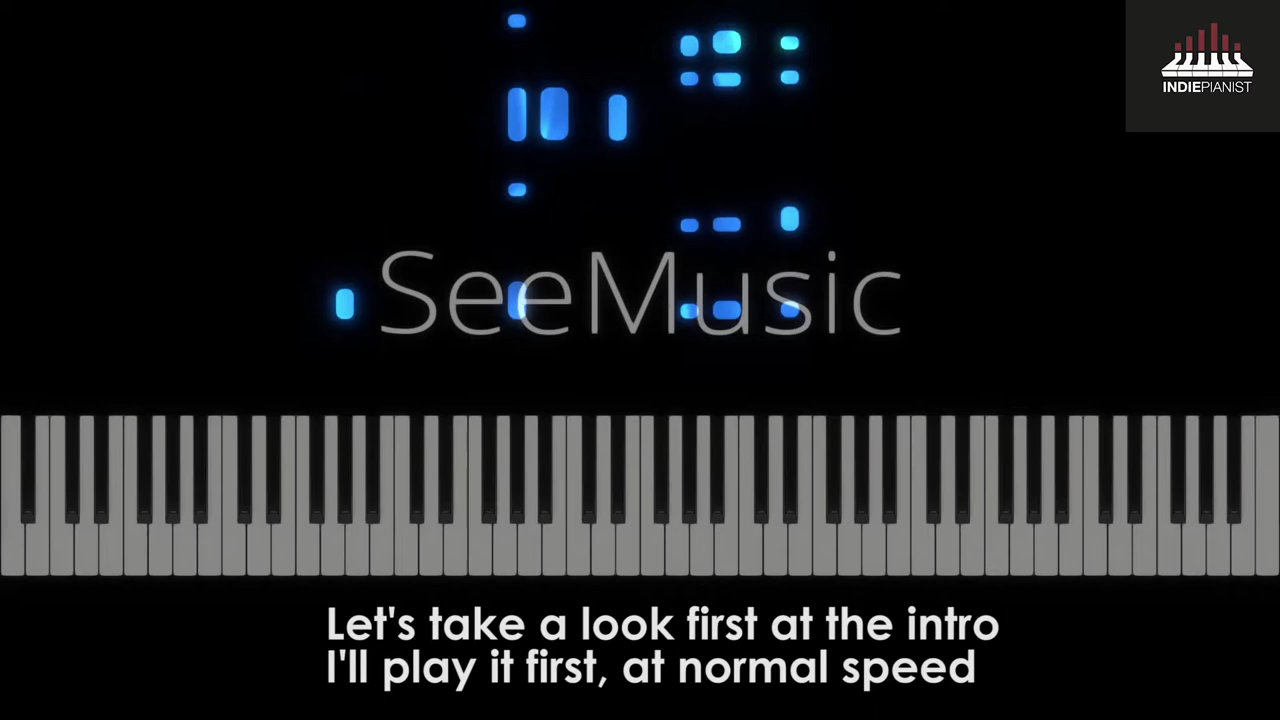 INDIEPIANIST
SeeMusic
Let's take a look first at the intro
I'll play it first, at normal speed